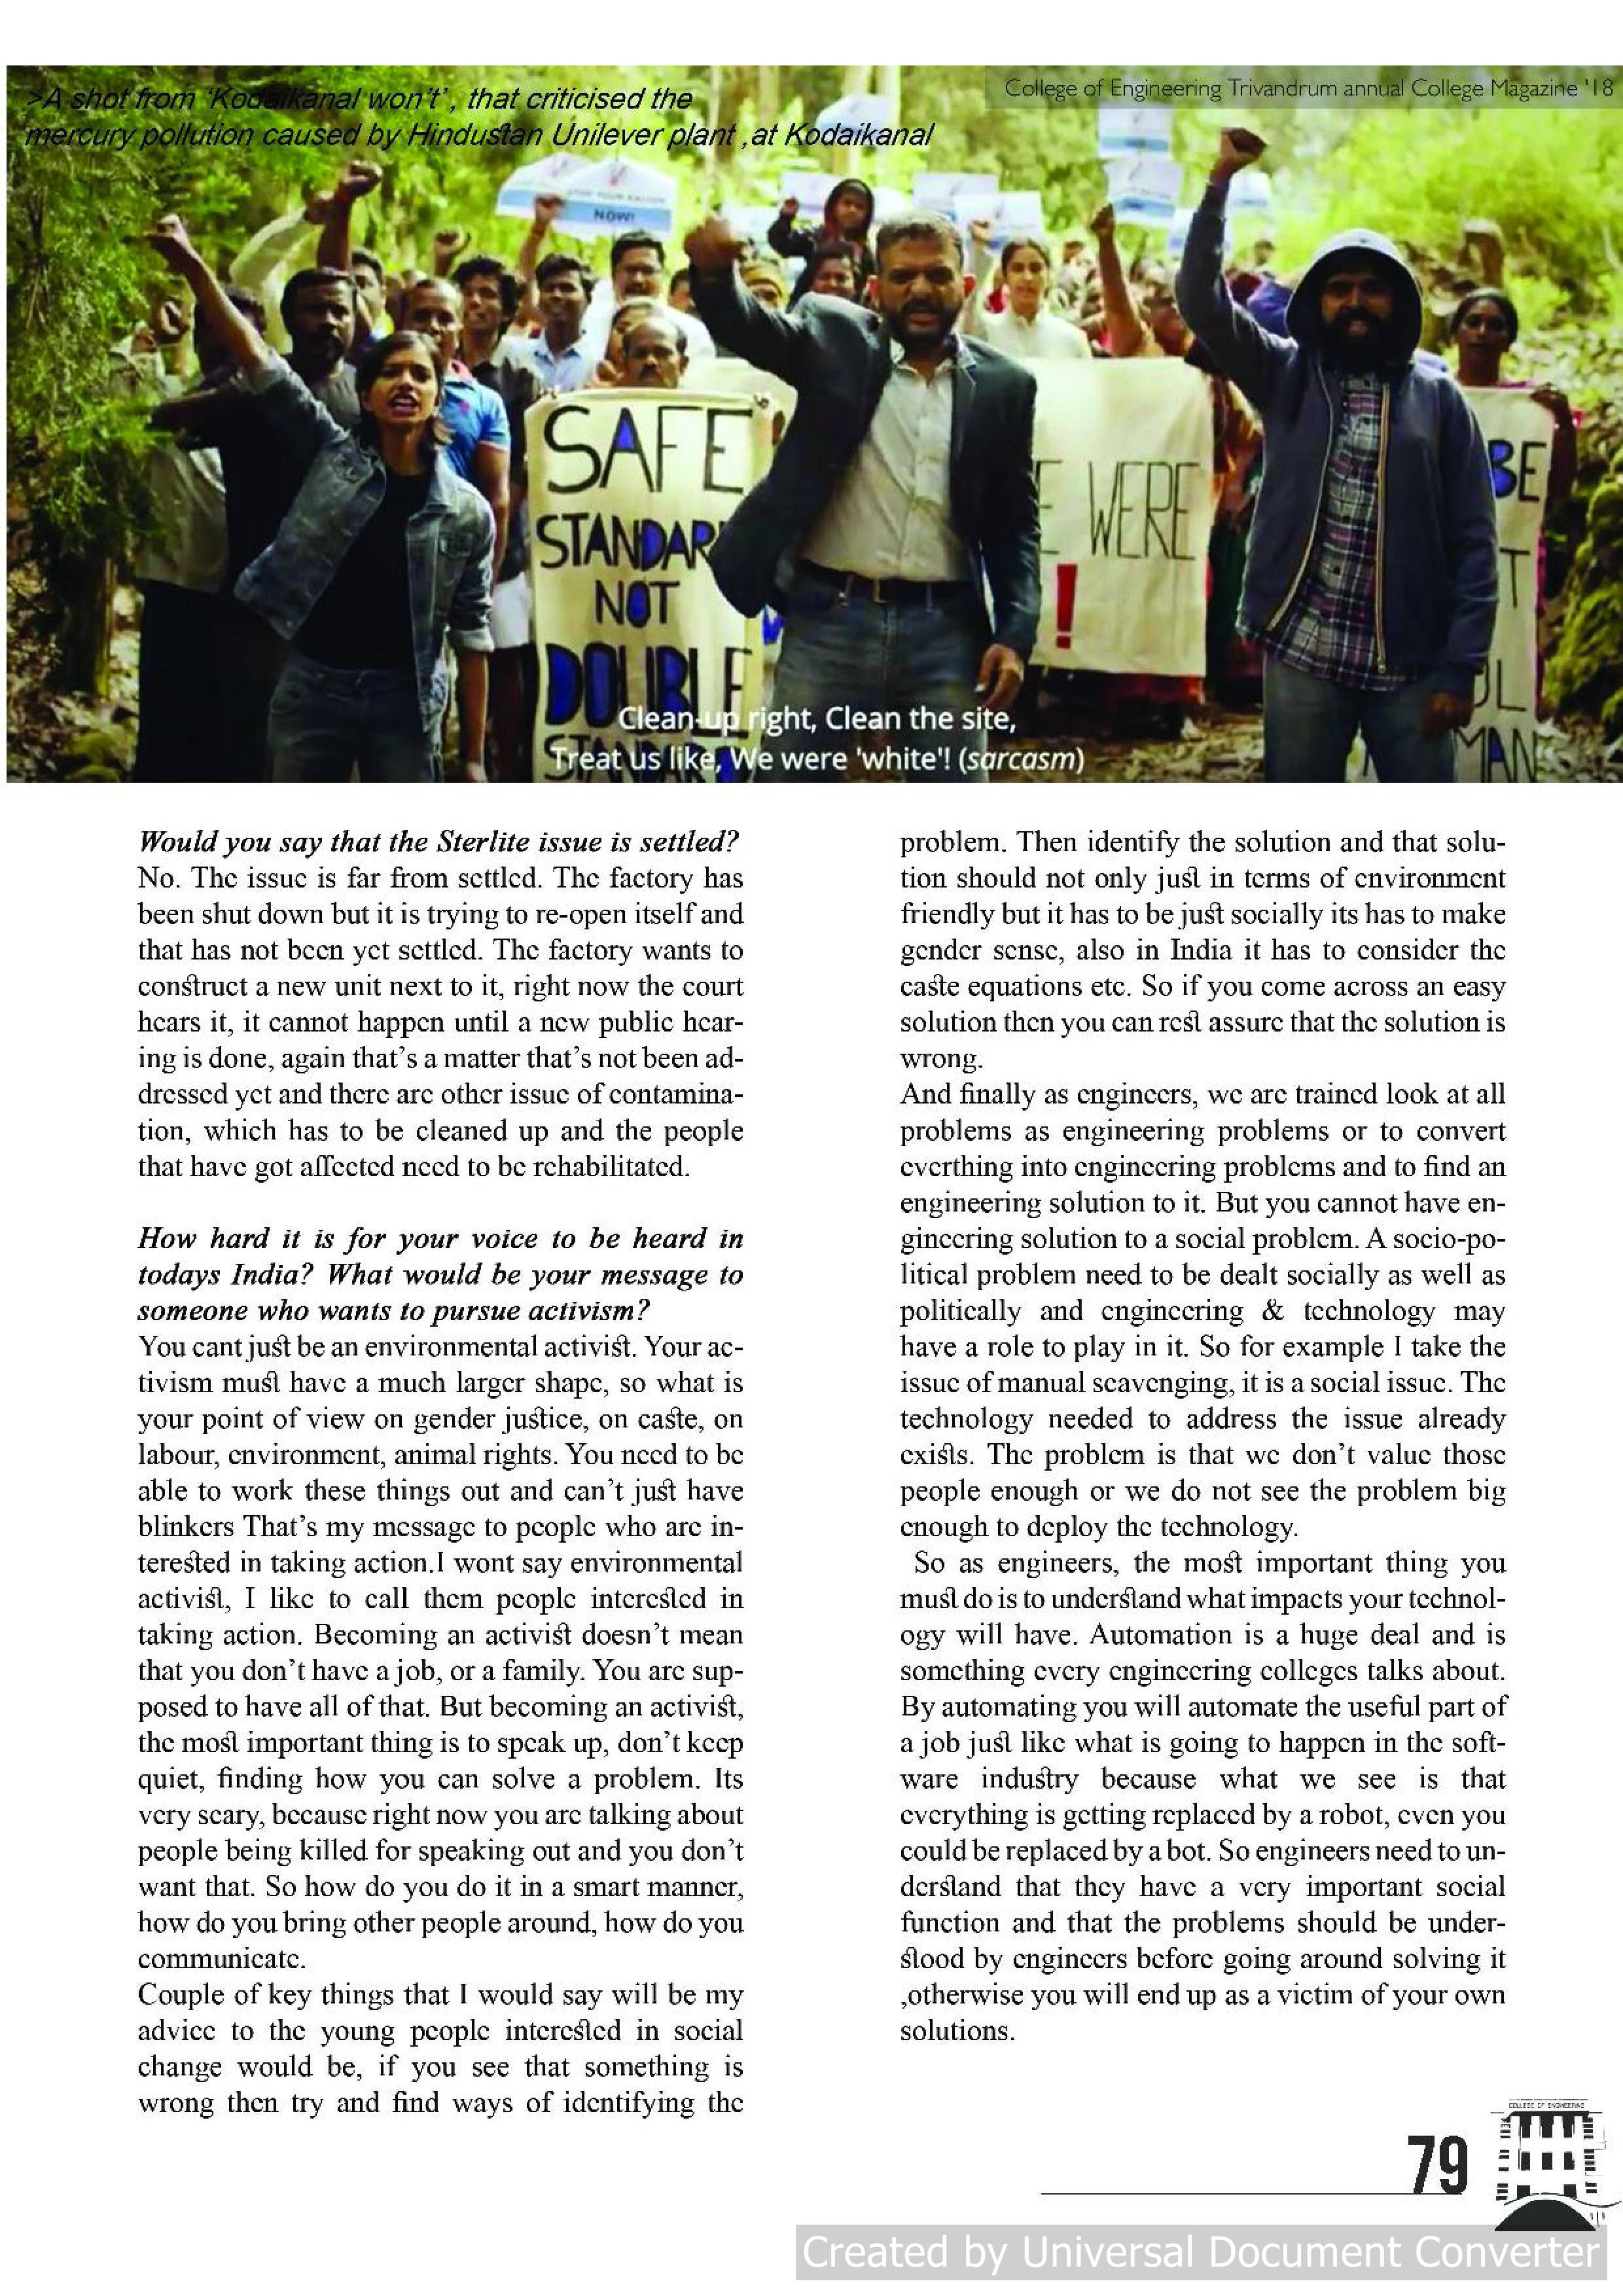 >A shot from 'Kodaikanal won't', that criticised the
mercury pollution caused by Hindustan Unilever plant ,at Kodaikanal
College of Engineering Trivandrum annual College Magazine '18
NOW!
SAFE
STANDAR
NOT
DOUBLE
STA
E WERE
!
BE
T
OL
MAN
Clean-up right, Clean the site,
Treat us like, We were 'white'! (sarcasm)
Would you say that the Sterlite issue is settled?
No. The issue is far from settled. The factory has
been shut down but it is trying to re-open itself and
that has not been yet settled. The factory wants to
construct a new unit next to it, right now the court
hears it, it cannot happen until a new public hear-
ing is done, again that's a matter that's not been ad-
dressed yet and there are other issue of contamina-
tion, which has to be cleaned up and the people
that have got affected need to be rehabilitated.
How hard it is for your voice to be heard in
todays India? What would be your message to
someone who wants to pursue activism?
You cant just be an environmental activist. Your ac-
tivism must have a much larger shape, so what is
your point of view on gender justice, on caste, on
labour, environment, animal rights. You need to be
able to work these things out and can't just have
blinkers That's my message to people who are in-
terested in taking action.I wont say environmental
activist, I like to call them people interested in
taking action. Becoming an activist doesn't mean
that you don't have a job, or a family. You are sup-
posed to have all of that. But becoming an activist,
the most important thing is to speak up, don't keep
quiet, finding how you can solve a problem. Its
very scary, because right now you are talking about
people being killed for speaking out and you don't
want that. So how do you do it in a smart manner,
how do you bring other people around, how do you
communicate.
Couple of key things that I would say will be my
advice to the young people interested in social
change would be, if you see that something is
wrong then try and find ways of identifying the
problem. Then identify the solution and that solu-
tion should not only just in terms of environment
friendly but it has to be just socially its has to make
gender sense, also in India it has to consider the
caste equations etc. So if you come across an easy
solution then you can rest assure that the solution is
wrong.
And finally as engineers, we are trained look at all
problems as engineering problems or to convert
everthing into engineering problems and to find an
engineering solution to it. But you cannot have en-
gineering solution to a social problem. A socio-po-
litical problem need to be dealt socially as well as
politically and engineering & technology may
have a role to play in it. So for example I take the
issue of manual scavenging, it is a social issue. The
technology needed to address the issue already
exists. The problem is that we don't value those
people enough or we do not see the problem big
enough to deploy the technology.
So as engineers, the most important thing you
must do is to understand what impacts your technol-
ogy will have. Automation is a huge deal and is
something every engineering colleges talks about.
By automating you will automate the useful part of
a job just like what is going to happen in the soft-
ware industry because what we see is that
everything is getting replaced by a robot, even you
could be replaced by a bot. So engineers need to un-
derstand that they have a very important social
function and that the problems should be under-
stood by engineers before going around solving it
,otherwise you will end up as a victim of your own
solutions.
COLLEGE OF ENGINEERING
79
Created by Universal Document Converter